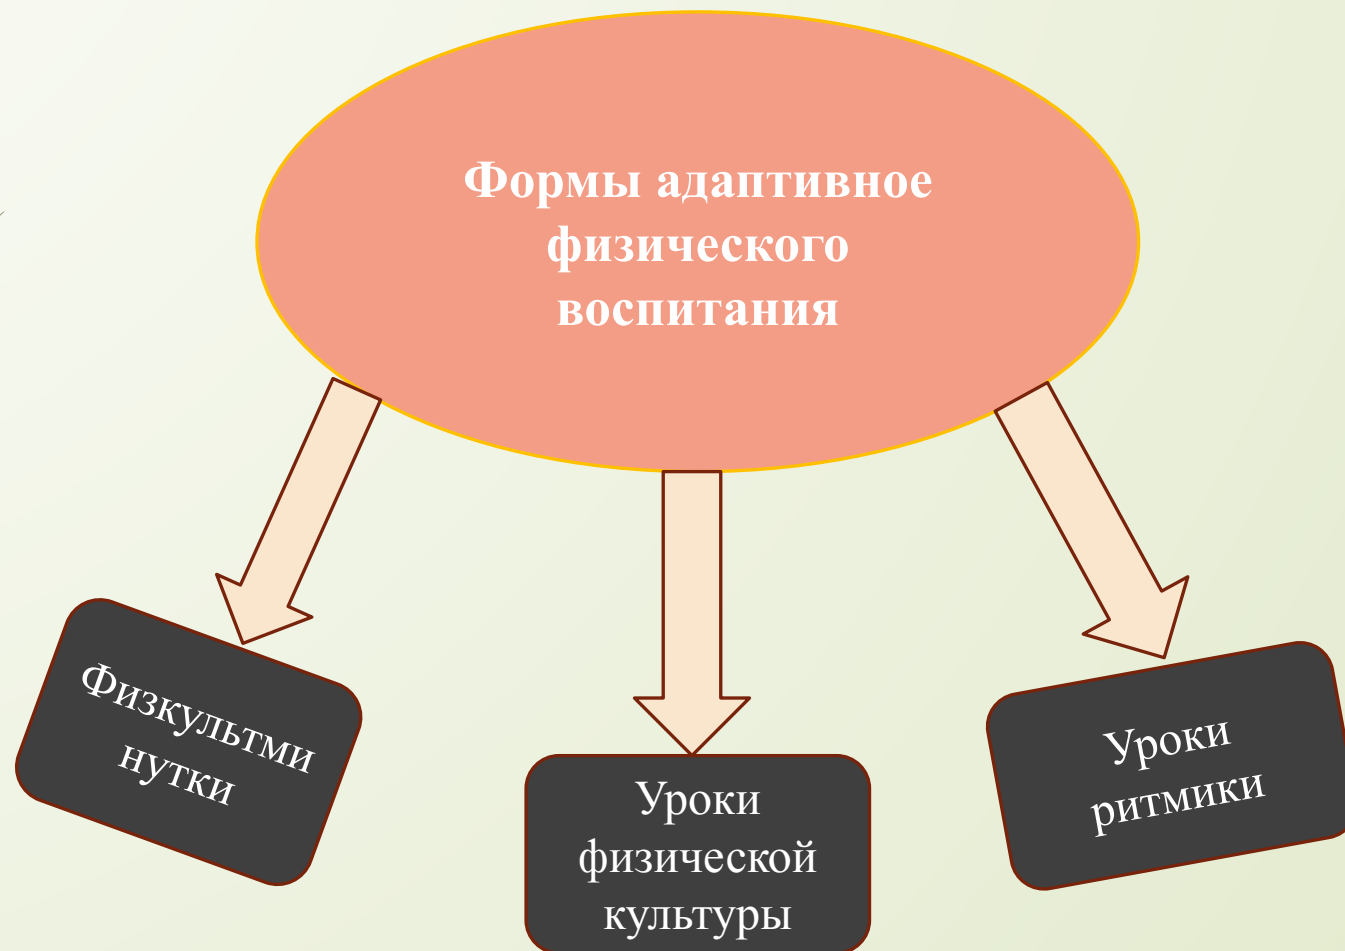 Формы адаптивное
физического
воспитания
Физкультми
нутки
Уроки
физической
культуры
Уроки
ритмики